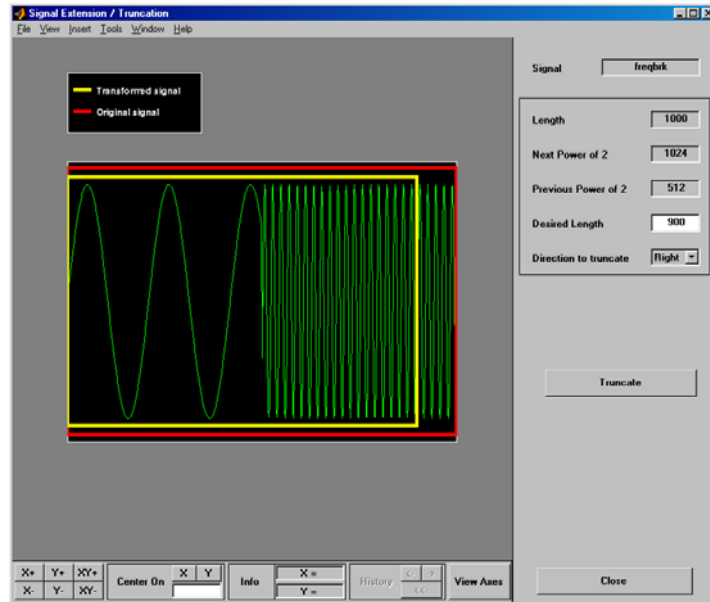 Signal Extension / Truncation
File View Insert Tools Window Help
Transformed signal
Original signal
Signal freqbrk
Length 1000
Next Power of 2 1024
Previous Power of 2 512
Desired Length 900
Direction to truncate Right
Truncate
X+ Y+ XY+
X- Y- XY-
Center On X Y
Info X =
Y =
History <- ->
<<-
View Axes
Close